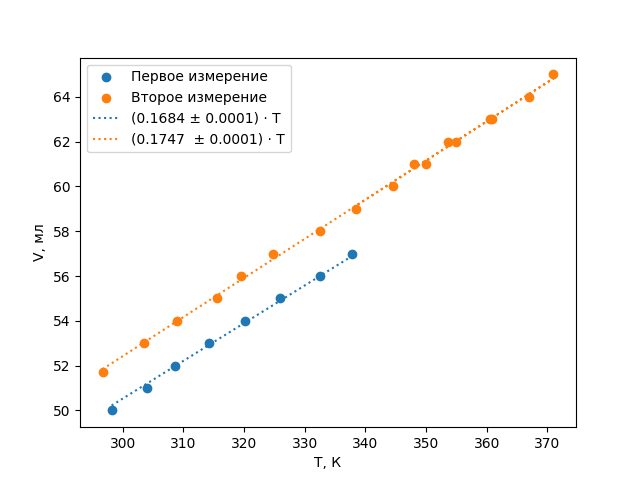 Первое измерение
Второе измерение
(0.1684 ± 0.0001) · T
(0.1747  ± 0.0001) · T
64
62
60
58
56
54
52
50
V, мл
300 310 320 330 340 350 360 370
T, К